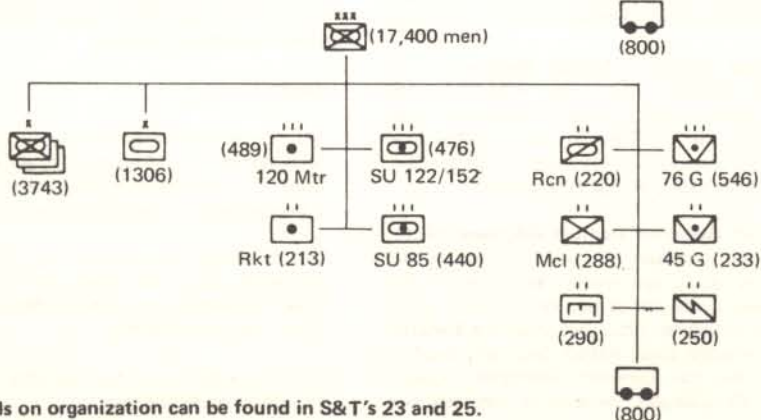 xxx
(17,400 men)
(800)
x
x
(3743)
(1306)
III
III
(489)
(476)
120 Mtr
SU 122/152
II
III
Rkt (213)
SU 85 (440)
II
III
Rcn (220)
76 G (546)
II
II
Mcl (288)
45 G (233)
II
II
(290)
(250)
(800)
ls on organization can be found in S&T's 23 and 25.